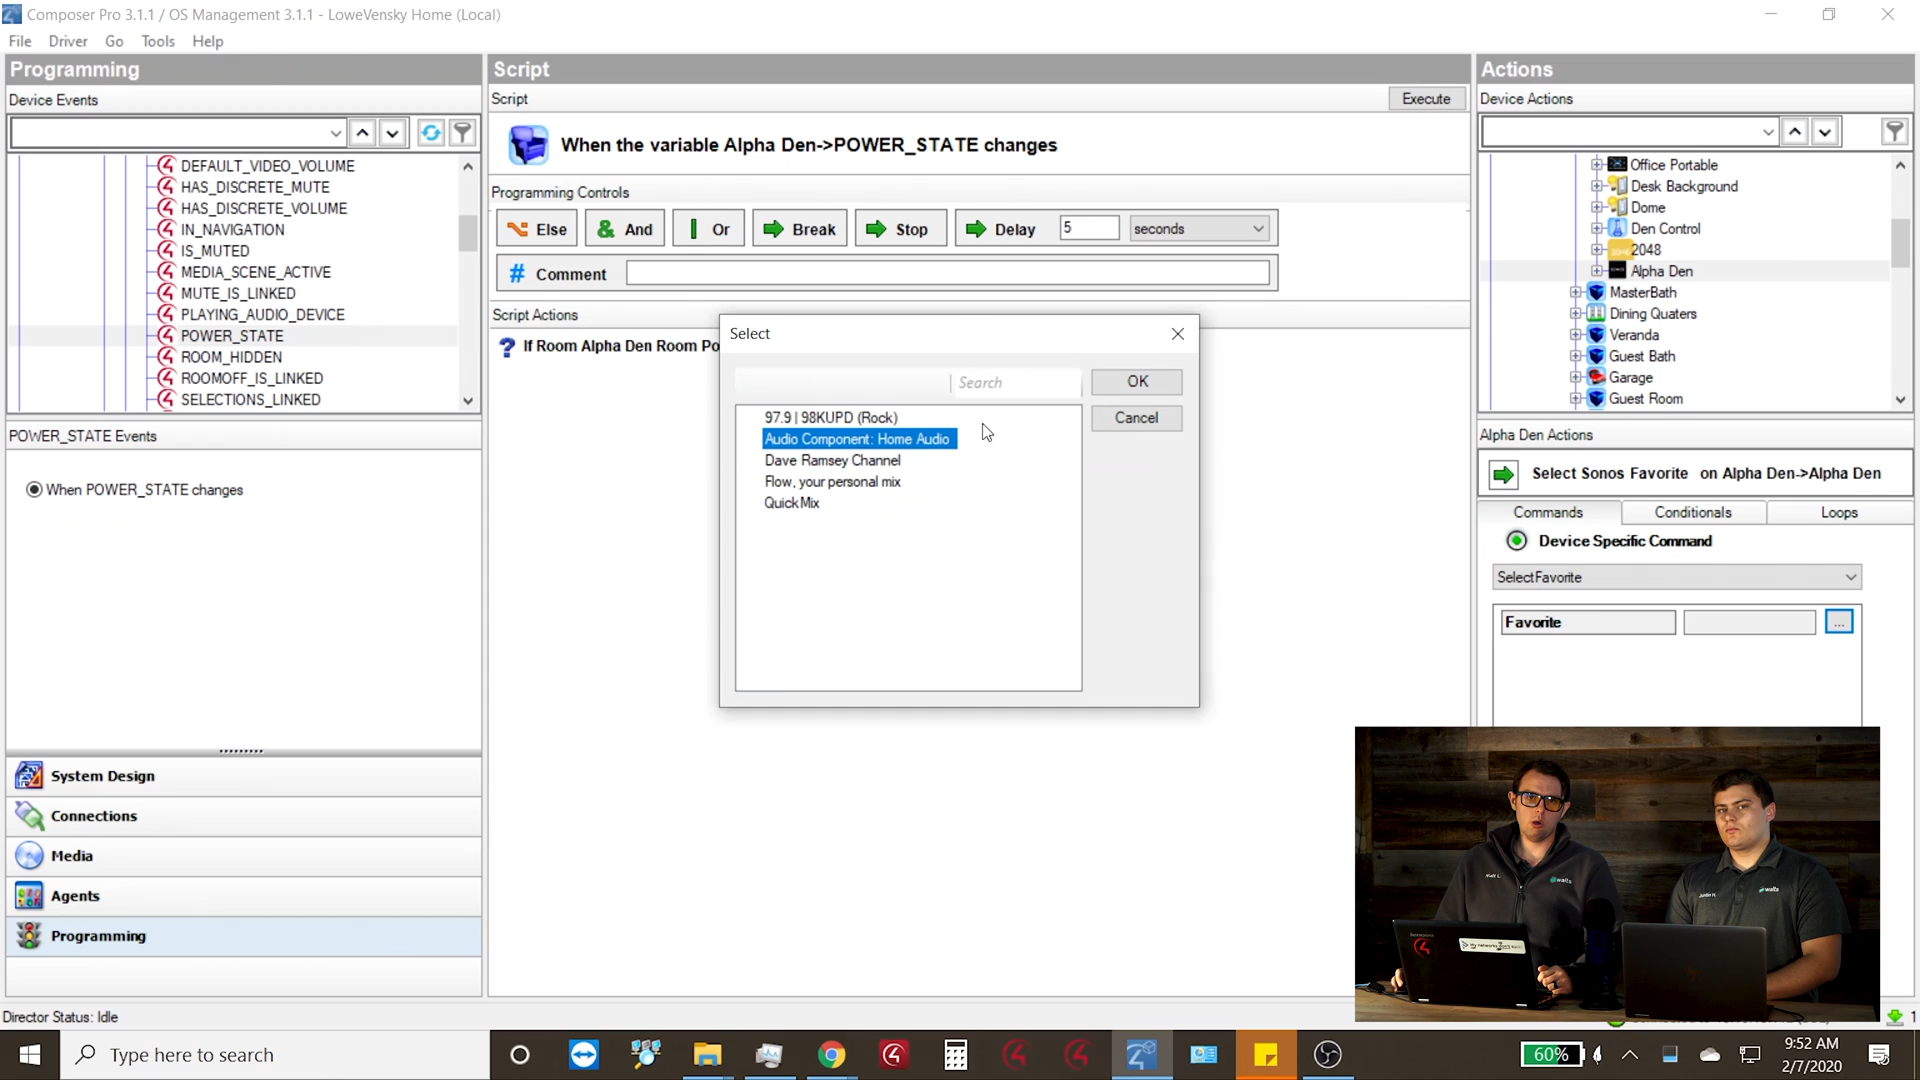 Composer Pro 3.1.1 / OS Management 3.1.1 - LoweVensky Home (Local)
File Driver Go Tools Help
Programming
Device Events
DEFAULT_VIDEO_VOLUME
HAS_DISCRETE_MUTE
HAS_DISCRETE_VOLUME
IN_NAVIGATION
IS_MUTED
MEDIA_SCENE_ACTIVE
MUTE_IS_LINKED
PLAYING_AUDIO_DEVICE
POWER_STATE
ROOM_HIDDEN
ROOMOFF_IS_LINKED
SELECTIONS_LINKED
POWER_STATE Events
When POWER_STATE changes
System Design
Connections
Media
Agents
Programming
Script
Script Execute
When the variable Alpha Den->POWER_STATE changes
Programming Controls
Else And Or Break Stop Delay 5 seconds
# Comment
Script Actions
? If Room Alpha Den Room Po
Select
Search OK
Cancel
97.9 | 98KUPD (Rock)
Audio Component: Home Audio
Dave Ramsey Channel
Flow, your personal mix
QuickMix
Actions
Device Actions
Office Portable
Desk Background
Dome
Den Control
2048
Alpha Den
MasterBath
Dining Quaters
Veranda
Guest Bath
Garage
Guest Room
Alpha Den Actions
Select Sonos Favorite on Alpha Den->Alpha Den
Commands Conditionals Loops
Device Specific Command
SelectFavorite
Favorite ...
Matt L. waits
Justin H. waits
Director Status: Idle
1
Type here to search
60%
9:52 AM
2/7/2020